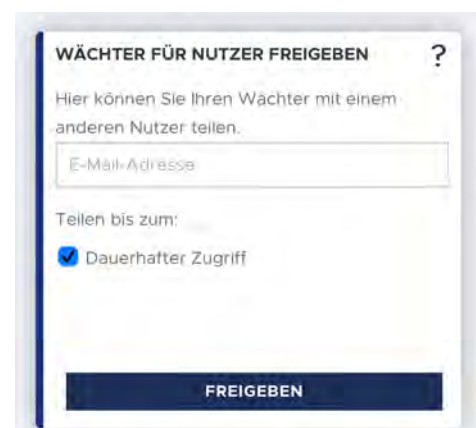 WÄCHTER FÜR NUTZER FREIGEBEN ?
Hier können Sie Ihren Wächter mit einem
anderen Nutzer teilen.
E-Mail-Adresse
Teilen bis zum:
Dauerhafter Zugriff
FREIGEBEN